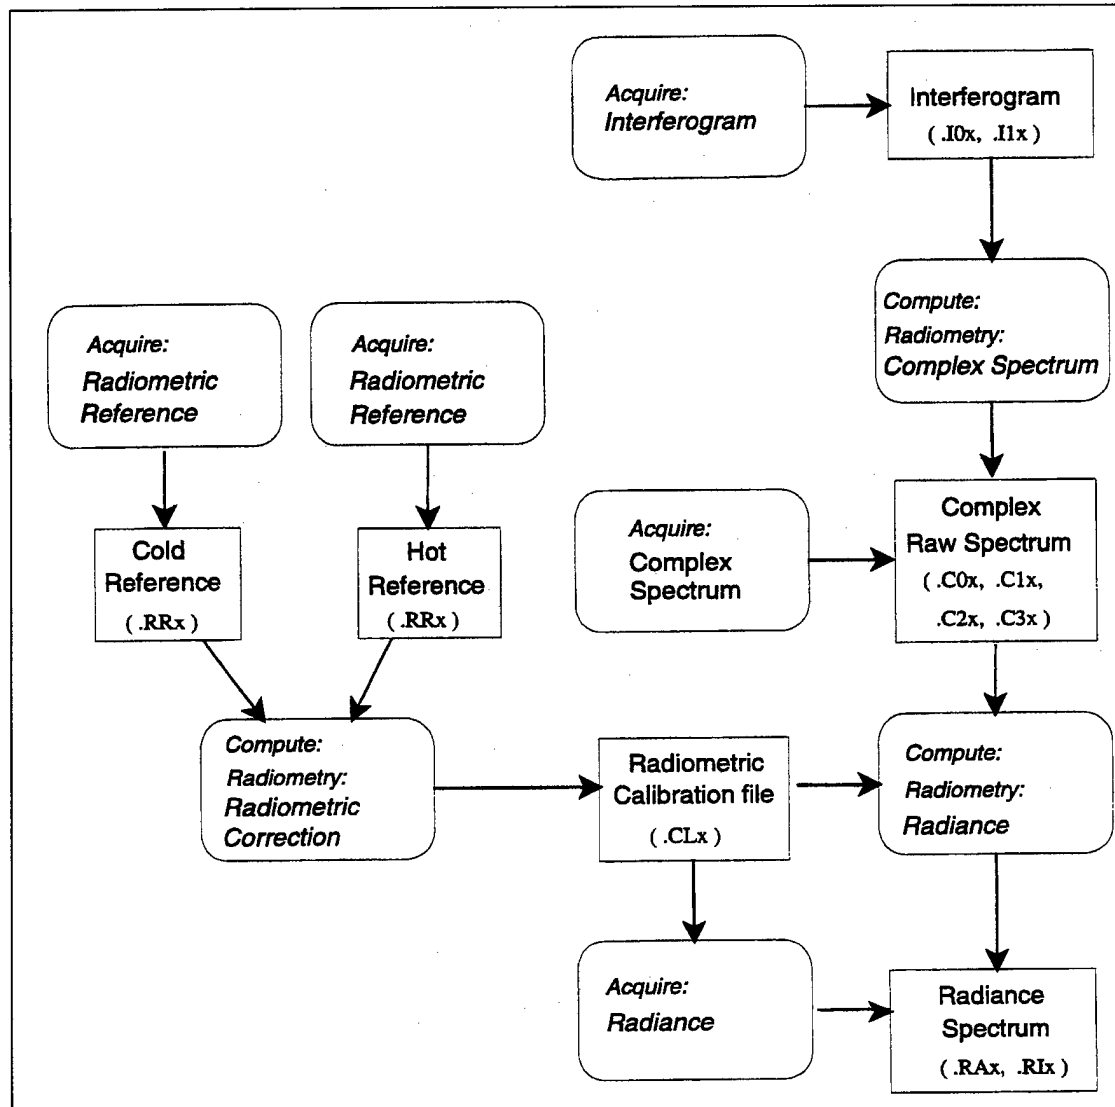 Acquire:
Interferogram
Interferogram
( .I0x, .I1x )
Compute:
Radiometry:
Complex Spectrum
Acquire:
Radiometric
Reference
Acquire:
Radiometric
Reference
Cold
Reference
( .RRx )
Hot
Reference
( .RRx )
Acquire:
Complex
Spectrum
Complex
Raw Spectrum
( .C0x, .C1x,
.C2x, .C3x )
Compute:
Radiometry:
Radiometric
Correction
Radiometric
Calibration file
( .CLx )
Compute:
Radiometry:
Radiance
Acquire:
Radiance
Radiance
Spectrum
( .RAx, .RIx )